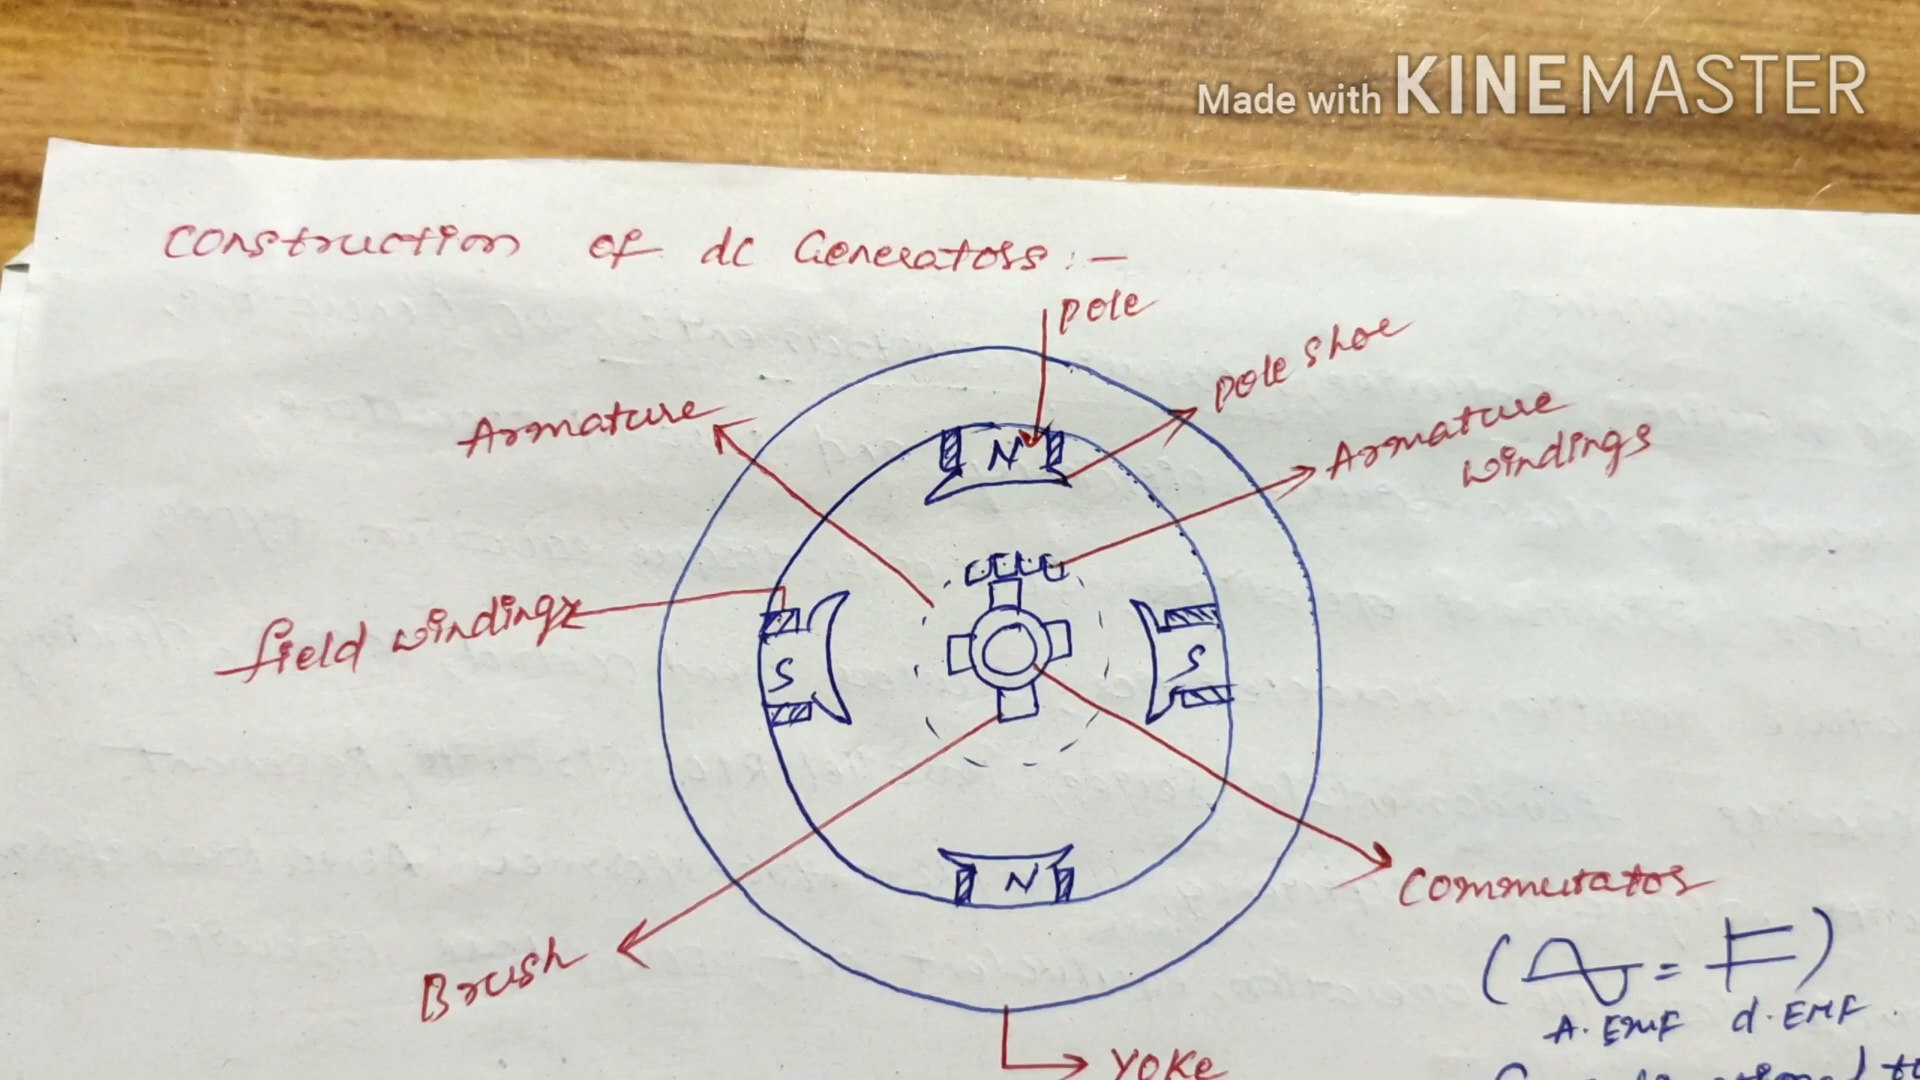 Made with KINEMASTER
Construction of dc Generators :-
Pole
Pole Shoe
Armature
Armature
windings
N
field windings
S
S
N
Commutator
Brush
( = )
A. EMF d. EMF
YOKE